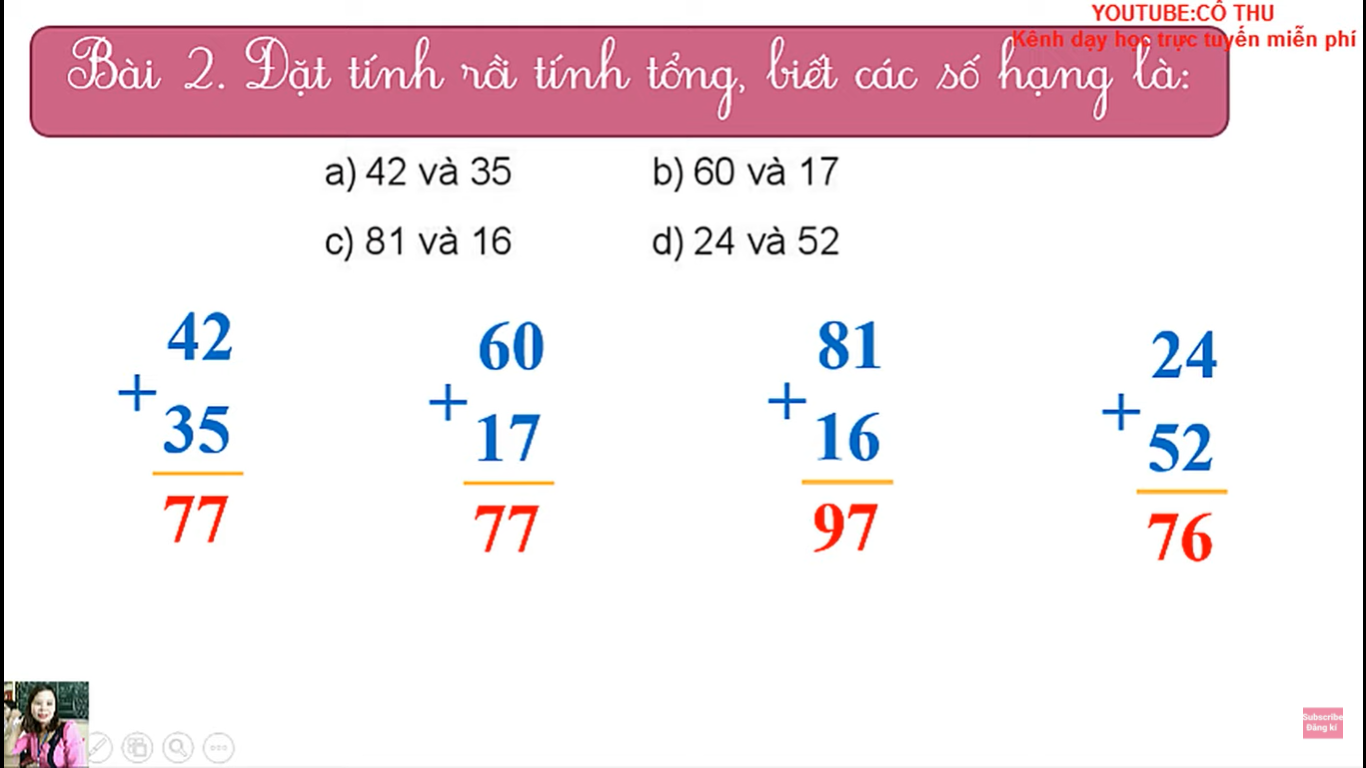 YOUTUBE:CÔ THU
Kênh dạy học trực tuyến miễn phí
Bài 2. Đặt tính rồi tính tổng, biết các số hạng là:
a) 42 và 35 b) 60 và 17
c) 81 và 16 d) 24 và 52
42 60 81 24
+ + + +
35 17 16 52
77 77 97 76
Subscribe
Đăng kí